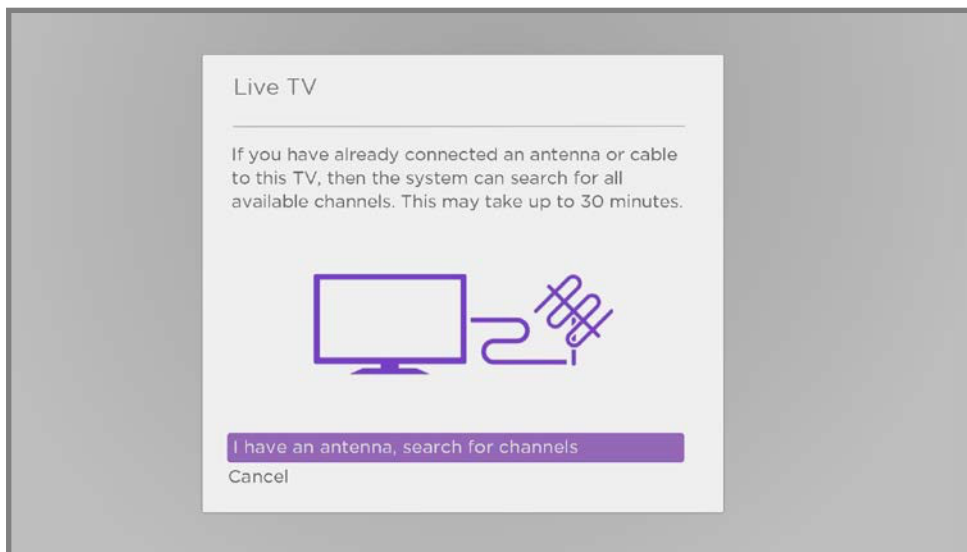 Live TV
If you have already connected an antenna or cable
to this TV, then the system can search for all
available channels. This may take up to 30 minutes.
I have an antenna, search for channels
Cancel